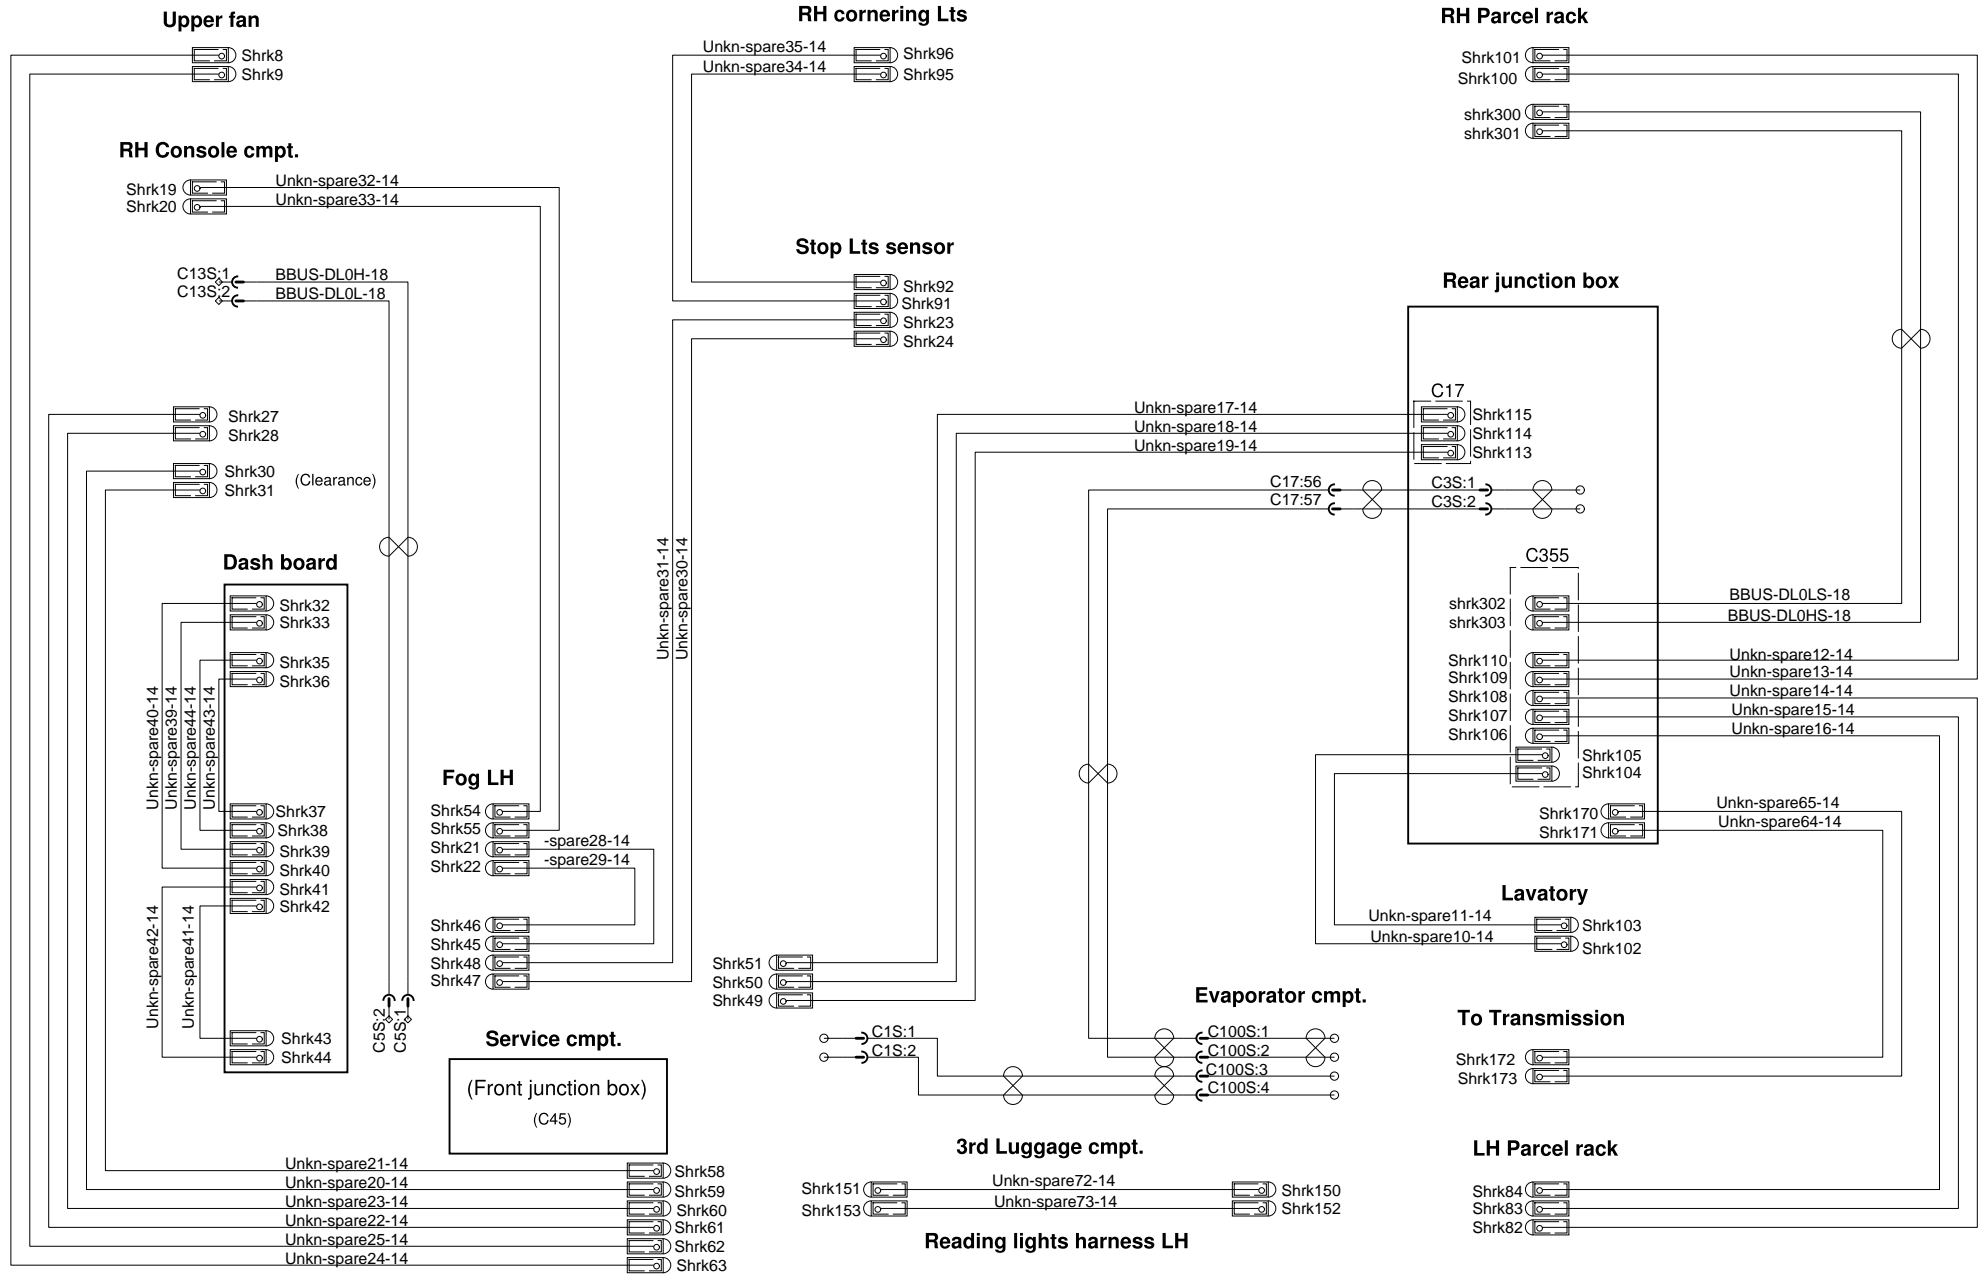 Upper fan
Shrk8
Shrk9
RH cornering Lts
Unkn-spare35-14
Shrk96
Unkn-spare34-14
Shrk95
RH Parcel rack
Shrk101
Shrk100
shrk300
shrk301
RH Console cmpt.
Shrk19
Unkn-spare32-14
Shrk20
Unkn-spare33-14
C13S:1
BBUS-DL0H-18
C13S:2
BBUS-DL0L-18
Stop Lts sensor
Shrk92
Shrk91
Shrk23
Shrk24
Unkn-spare31-14
Unkn-spare30-14
Shrk27
Shrk28
Shrk30
Shrk31
(Clearance)
Dash board
Shrk32
Shrk33
Shrk35
Shrk36
Unkn-spare40-14
Unkn-spare39-14
Unkn-spare44-14
Unkn-spare43-14
Shrk37
Shrk38
Shrk39
Shrk40
Shrk41
Shrk42
Unkn-spare42-14
Unkn-spare41-14
Shrk43
Shrk44
C5S:2
C5S:1
Fog LH
Shrk54
Shrk55
Shrk21
-spare28-14
Shrk22
-spare29-14
Shrk46
Shrk45
Shrk48
Shrk47
Service cmpt.
(Front junction box)
(C45)
Rear junction box
C17
Unkn-spare17-14
Shrk115
Unkn-spare18-14
Shrk114
Unkn-spare19-14
Shrk113
C17:56
C3S:1
C17:57
C3S:2
C355
shrk302
BBUS-DL0LS-18
shrk303
BBUS-DL0HS-18
Shrk110
Unkn-spare12-14
Shrk109
Unkn-spare13-14
Shrk108
Unkn-spare14-14
Shrk107
Unkn-spare15-14
Shrk106
Unkn-spare16-14
Shrk105
Shrk104
Shrk170
Unkn-spare65-14
Shrk171
Unkn-spare64-14
Lavatory
Unkn-spare11-14
Shrk103
Unkn-spare10-14
Shrk102
Shrk51
Shrk50
Shrk49
Evaporator cmpt.
C1S:1
C1S:2
C100S:1
C100S:2
C100S:3
C100S:4
To Transmission
Shrk172
Shrk173
3rd Luggage cmpt.
Shrk151
Unkn-spare72-14
Shrk150
Shrk153
Unkn-spare73-14
Shrk152
Reading lights harness LH
LH Parcel rack
Shrk84
Shrk83
Shrk82
Unkn-spare21-14
Shrk58
Unkn-spare20-14
Shrk59
Unkn-spare23-14
Shrk60
Unkn-spare22-14
Shrk61
Unkn-spare25-14
Shrk62
Unkn-spare24-14
Shrk63